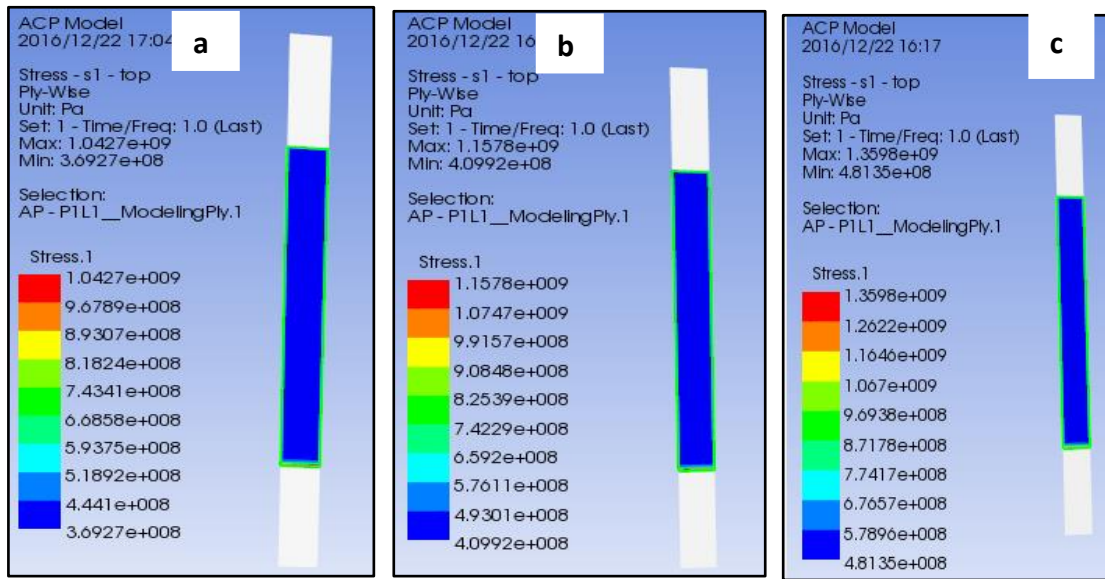 ACP Model
2016/12/22 17:04
a
Stress - s1 - top
Ply-Wise
Unit: Pa
Set: 1 - Time/Freq: 1.0 (Last)
Max: 1.0427e+09
Min: 3.6927e+08
Selection:
AP - P1L1__ModelingPly.1
Stress.1
1.0427e+009
9.6789e+008
8.9307e+008
8.1824e+008
7.4341e+008
6.6858e+008
5.9375e+008
5.1892e+008
4.441e+008
3.6927e+008
ACP Model
2016/12/22 16
b
Stress - s1 - top
Ply-Wise
Unit: Pa
Set: 1 - Time/Freq: 1.0 (Last)
Max: 1.1578e+09
Min: 4.0992e+08
Selection:
AP - P1L1__ModelingPly.1
Stress.1
1.1578e+009
1.0747e+009
9.9157e+008
9.0848e+008
8.2539e+008
7.4229e+008
6.592e+008
5.7611e+008
4.9301e+008
4.0992e+008
ACP Model
2016/12/22 16:17
c
Stress - s1 - top
Ply-Wise
Unit: Pa
Set: 1 - Time/Freq: 1.0 (Last)
Max: 1.3598e+09
Min: 4.8135e+08
Selection:
AP - P1L1__ModelingPly.1
Stress.1
1.3598e+009
1.2622e+009
1.1646e+009
1.067e+009
9.6938e+008
8.7178e+008
7.7417e+008
6.7657e+008
5.7896e+008
4.8135e+008